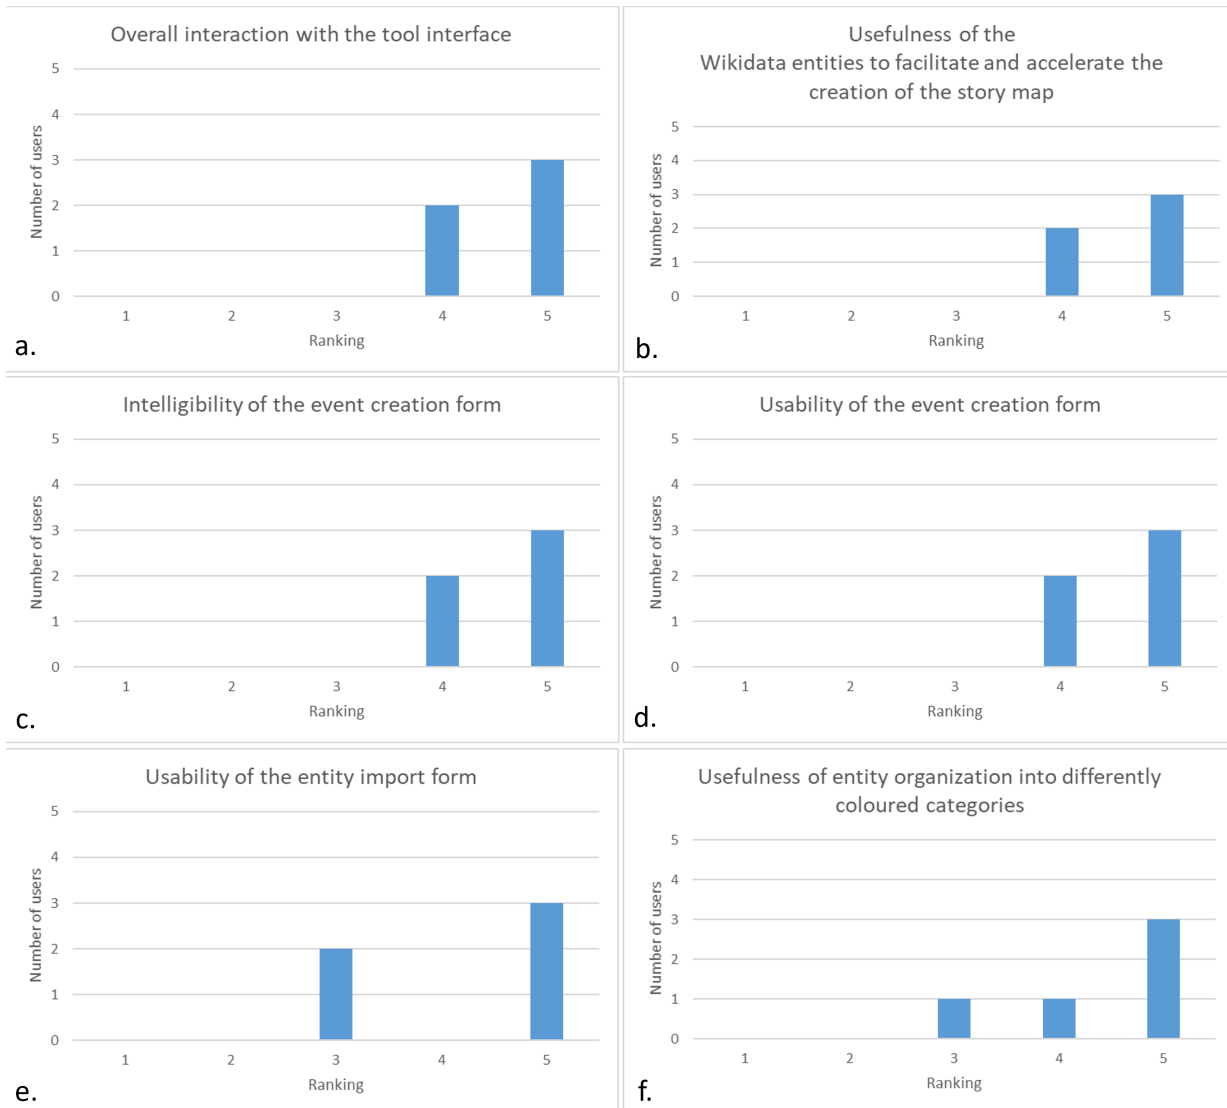 Overall interaction with the tool interface
5
4
3
2
1
0
Number of users
1 2 3 4 5
Ranking
a.
Usefulness of the
Wikidata entities to facilitate and accelerate the
creation of the story map
5
4
3
2
1
0
Number of users
1 2 3 4 5
Ranking
b.
Intelligibility of the event creation form
5
4
3
2
1
0
Number of users
1 2 3 4 5
Ranking
c.
Usability of the event creation form
5
4
3
2
1
0
Number of users
1 2 3 4 5
Ranking
d.
Usability of the entity import form
5
4
3
2
1
0
Number of users
1 2 3 4 5
Ranking
e.
Usefulness of entity organization into differently
coloured categories
5
4
3
2
1
0
Number of users
1 2 3 4 5
Ranking
f.